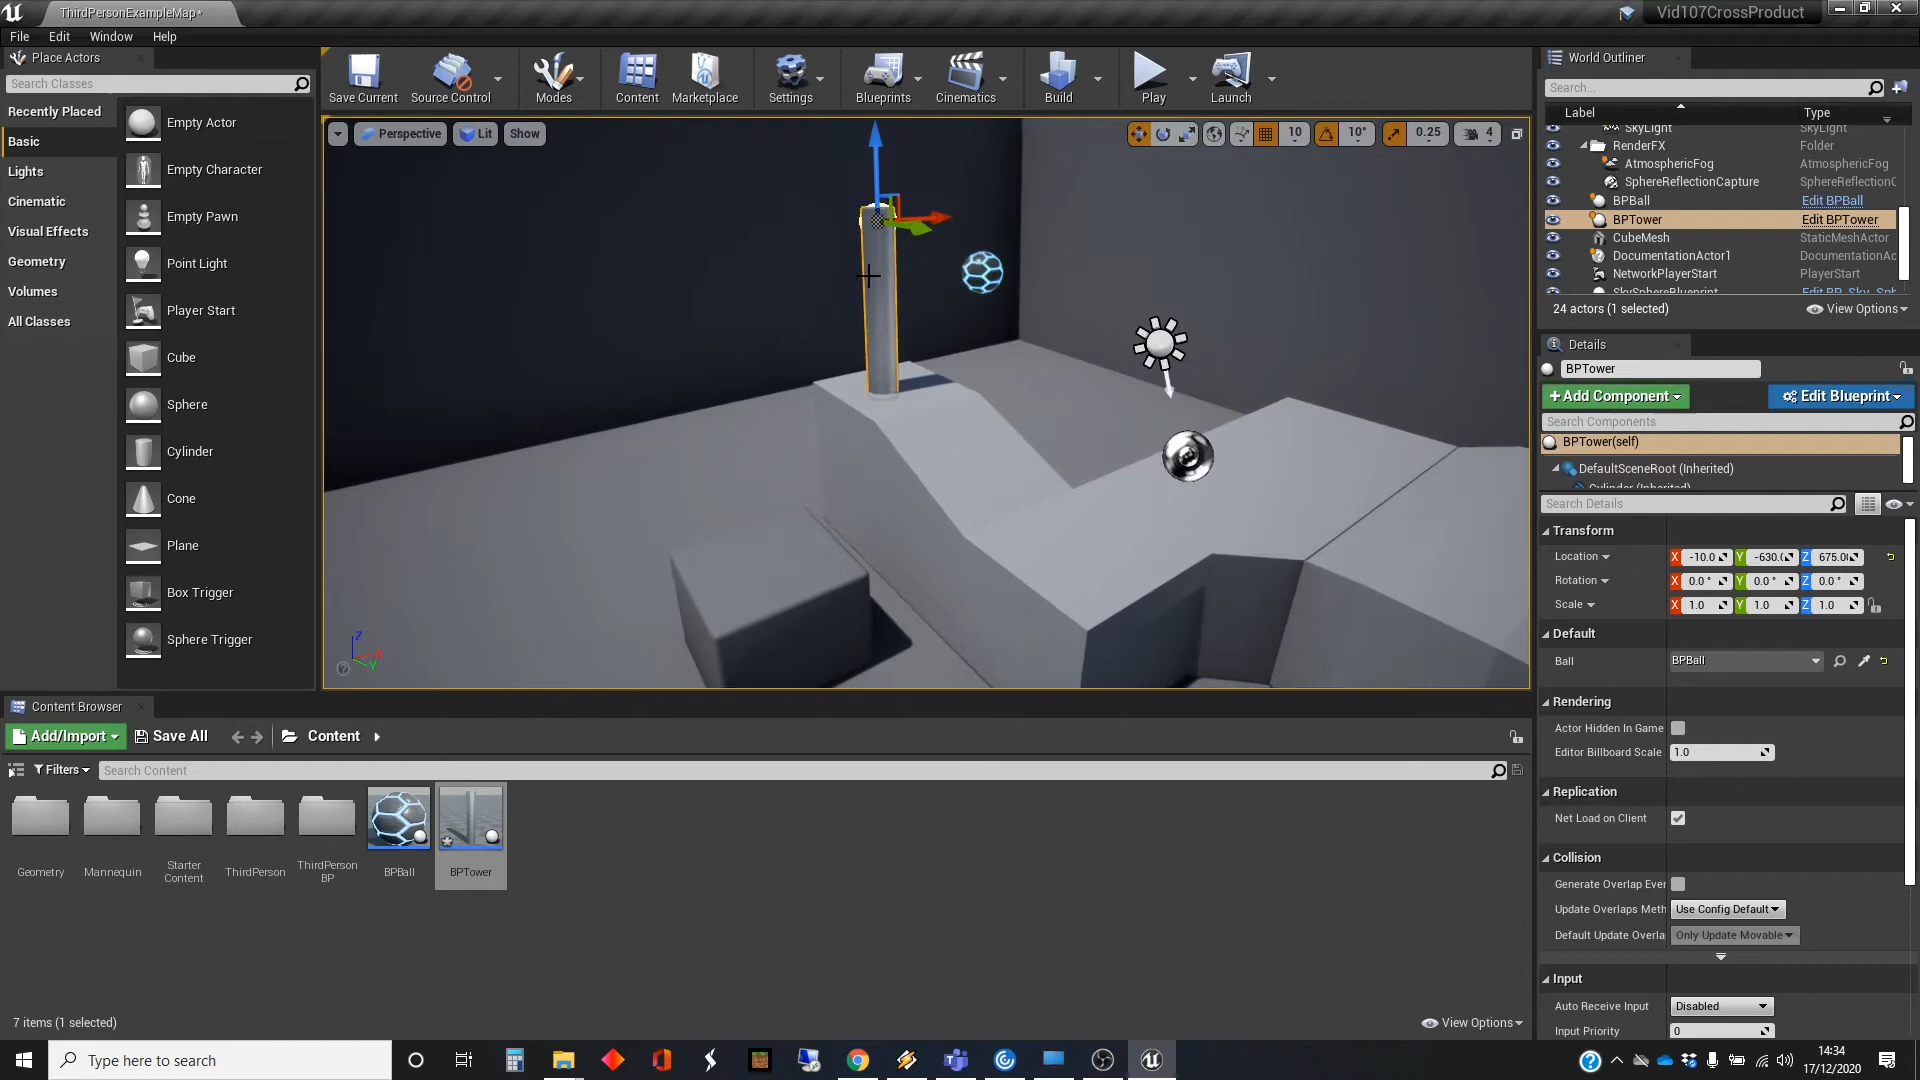 ThirdPersonExampleMap*
Vid107CrossProduct
File Edit Window Help
Place Actors
Search Classes
Recently Placed
Basic
Lights
Cinematic
Visual Effects
Geometry
Volumes
All Classes
Empty Actor
Empty Character
Empty Pawn
Point Light
Player Start
Cube
Sphere
Cylinder
Cone
Plane
Box Trigger
Sphere Trigger
Save Current
Source Control
Modes
Content
Marketplace
Settings
Blueprints
Cinematics
Build
Play
Launch
Perspective
Lit
Show
10
10°
0.25
4
Z
X
Y
World Outliner
Search...
Label Type
SkyLight SkyLight
RenderFX Folder
AtmosphericFog AtmosphericFog
SphereReflectionCapture SphereReflectionC
BPBall Edit BPBall
BPTower Edit BPTower
CubeMesh StaticMeshActor
DocumentationActor1 DocumentationAc
NetworkPlayerStart PlayerStart
SkySphereBlueprint Edit BP_Sky_Sph
24 actors (1 selected)
View Options
Details
BPTower
+Add Component
Edit Blueprint
Search Components
BPTower(self)
DefaultSceneRoot (Inherited)
Cylinder (Inherited)
Search Details
Transform
Location X -10.0 Y -630.( Z 675.0(
Rotation X 0.0 ° Y 0.0 ° Z 0.0 °
Scale X 1.0 Y 1.0 Z 1.0
Default
Ball BPBall
Rendering
Actor Hidden In Game
Editor Billboard Scale 1.0
Replication
Net Load on Client
Collision
Generate Overlap Ever
Update Overlaps Meth Use Config Default
Default Update Overla Only Update Movable
Input
Auto Receive Input Disabled
Input Priority 0
Content Browser
Add/Import
Save All
Content
Filters
Search Content
Geometry
Mannequin
Starter
Content
ThirdPerson
ThirdPerson
BP
BPBall
BPTower
7 items (1 selected)
View Options
Type here to search
14:34
17/12/2020